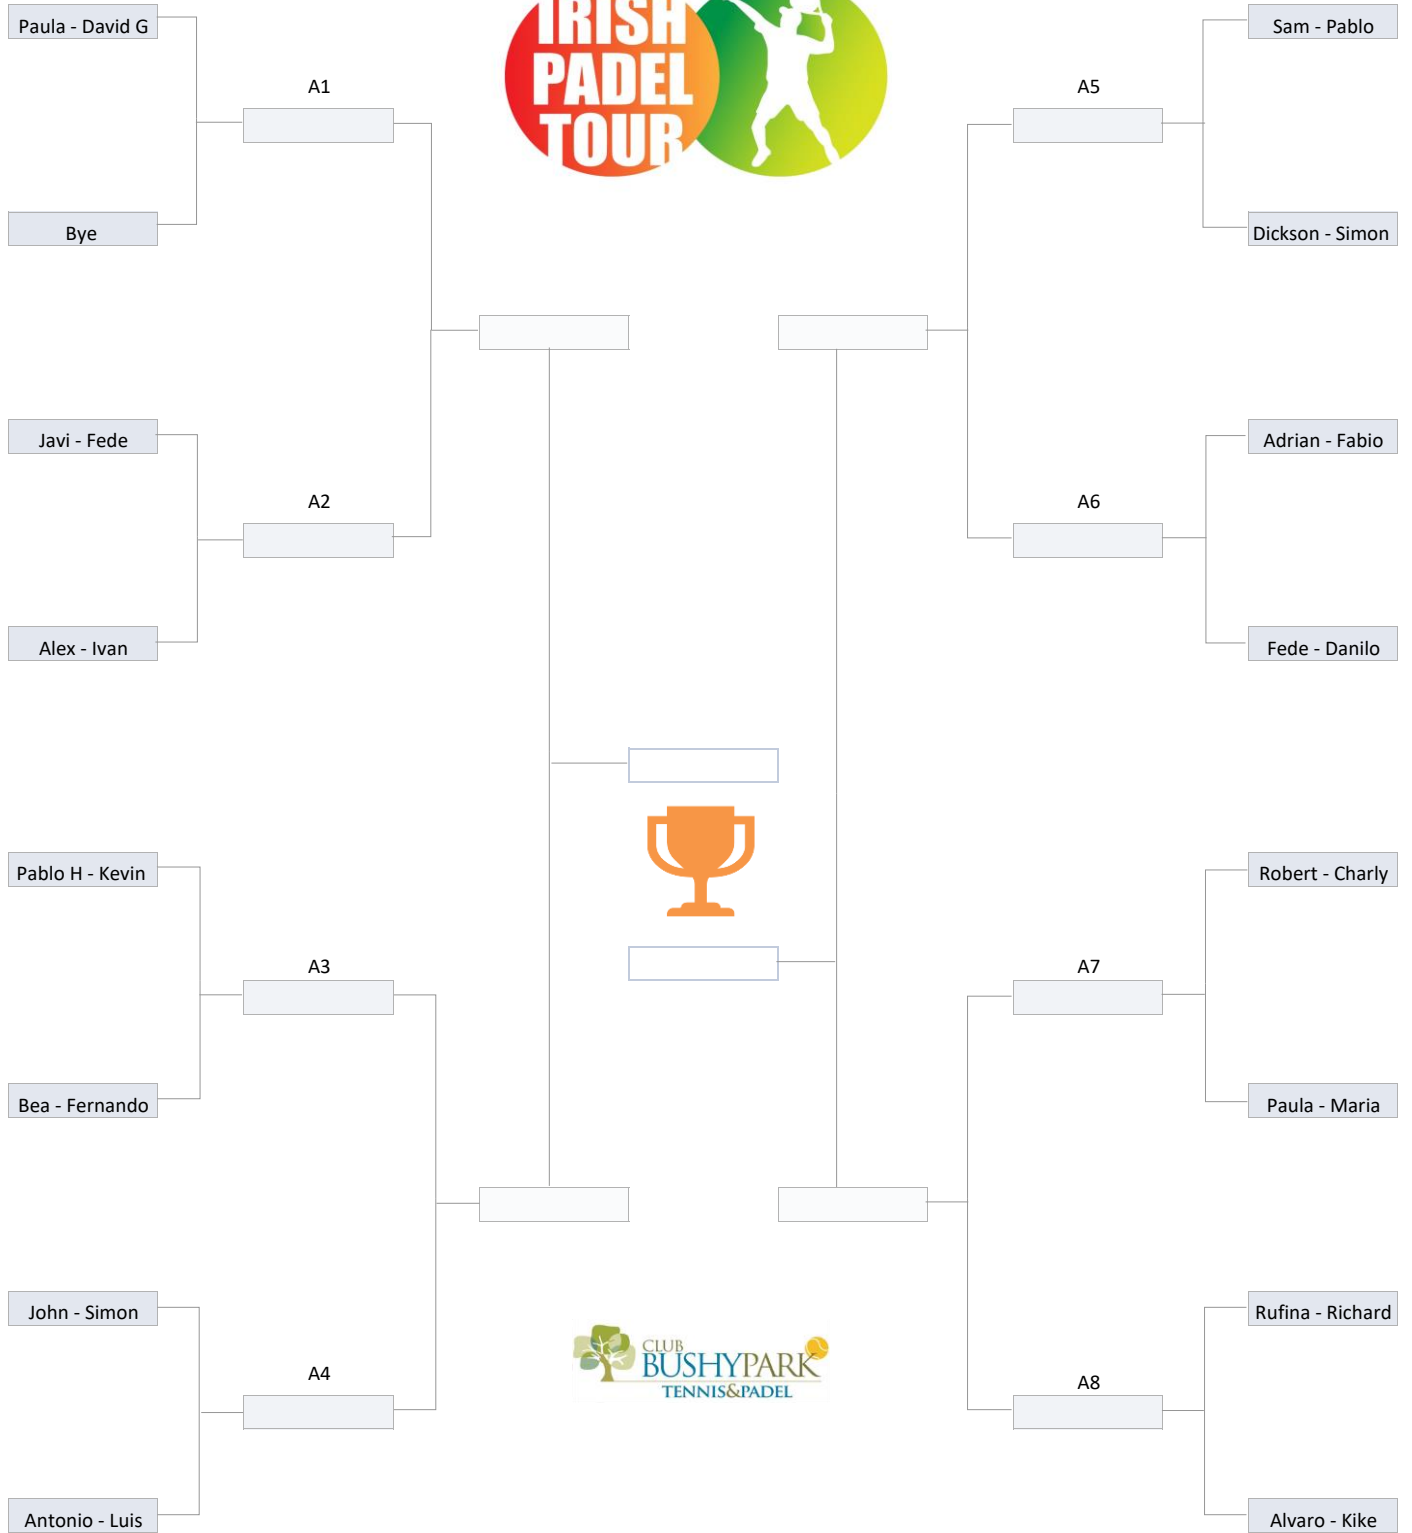 Paula - David G
IRISH
PADEL
TOUR
Sam - Pablo
A1
A5
Bye
Dickson - Simon
Javi - Fede
Adrian - Fabio
A2
A6
Alex - Ivan
Fede - Danilo
Pablo H - Kevin
Robert - Charly
A3
A7
Bea - Fernando
Paula - Maria
John - Simon
Rufina - Richard
CLUB
BUSHYPARK
TENNIS&PADEL
A4
A8
Antonio - Luis
Alvaro - Kike